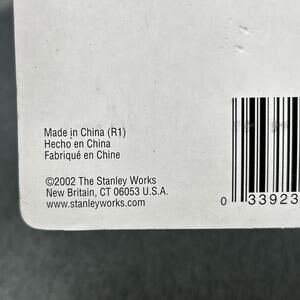 Made in China (R1)
Hecho en China
Fabriqué en Chine
©2002 The Stanley Works
New Britain, CT 06053 U.S.A.
www.stanleyworks.com
0 33923